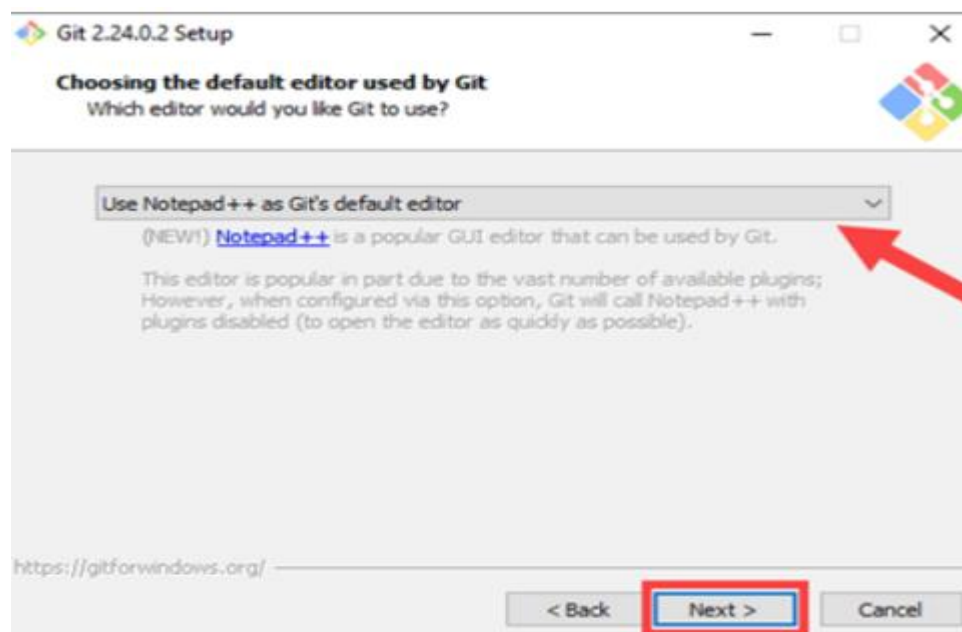 Git 2.24.0.2 Setup
Choosing the default editor used by Git
Which editor would you like Git to use?
Use Notepad++ as Git's default editor
(NEW!) Notepad++ is a popular GUI editor that can be used by Git.
This editor is popular in part due to the vast number of available plugins;
However, when configured via this option, Git will call Notepad++ with
plugins disabled (to open the editor as quickly as possible).
https://gitforwindows.org/
< Back Next > Cancel